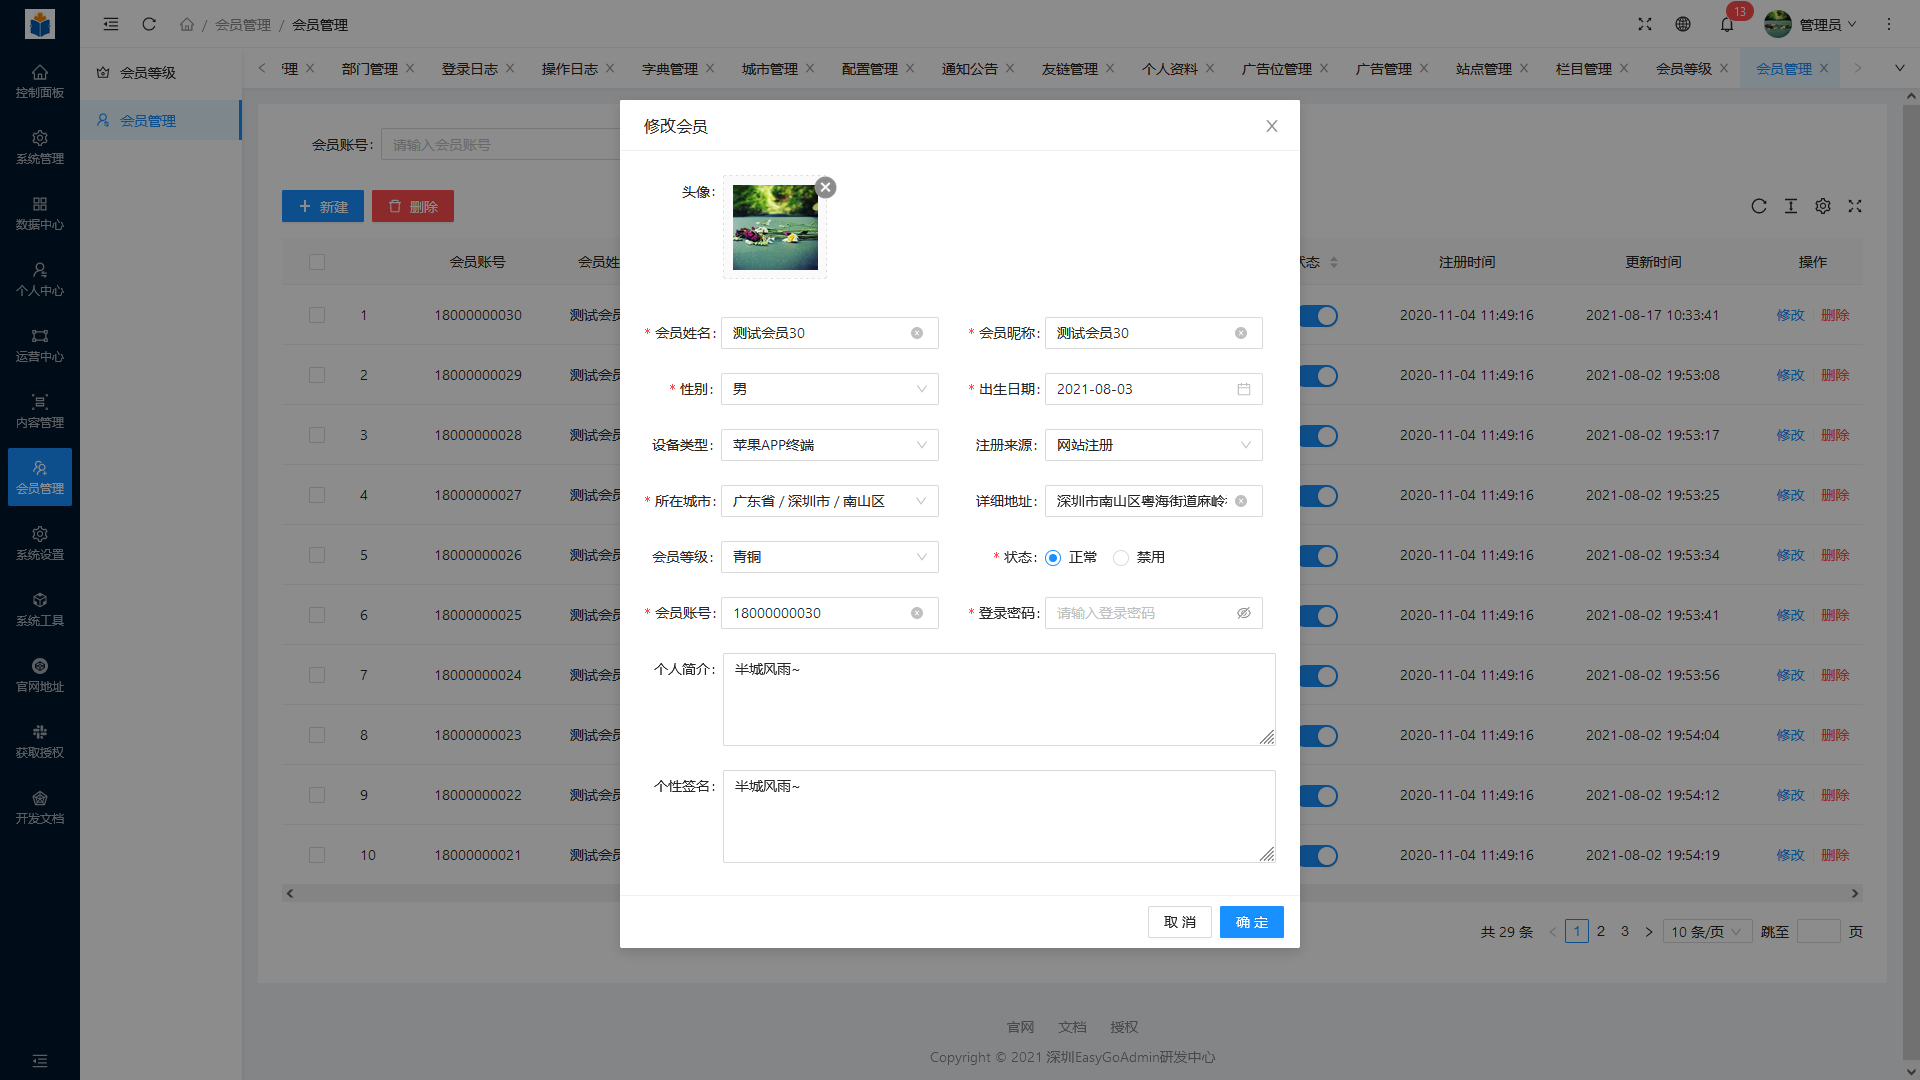 会员管理 / 会员管理
13
管理员
控制面板
系统管理
数据中心
个人中心
运营中心
内容管理
会员管理
系统设置
系统工具
官网地址
获取授权
开发文档
会员等级
会员管理
理 部门管理 登录日志 操作日志 字典管理 城市管理 配置管理 通知公告 友链管理 个人资料 广告位管理 广告管理 站点管理 栏目管理 会员等级 会员管理
会员账号: 请输入会员账号
新建 删除
会员账号 会员姓 状态 注册时间 更新时间 操作
1 18000000030 测试会员 2020-11-04 11:49:16 2021-08-17 10:33:41 修改 删除
2 18000000029 测试会员 2020-11-04 11:49:16 2021-08-02 19:53:08 修改 删除
3 18000000028 测试会员 2020-11-04 11:49:16 2021-08-02 19:53:17 修改 删除
4 18000000027 测试会员 2020-11-04 11:49:16 2021-08-02 19:53:25 修改 删除
5 18000000026 测试会员 2020-11-04 11:49:16 2021-08-02 19:53:34 修改 删除
6 18000000025 测试会员 2020-11-04 11:49:16 2021-08-02 19:53:41 修改 删除
7 18000000024 测试会员 2020-11-04 11:49:16 2021-08-02 19:53:56 修改 删除
8 18000000023 测试会员 2020-11-04 11:49:16 2021-08-02 19:54:04 修改 删除
9 18000000022 测试会员 2020-11-04 11:49:16 2021-08-02 19:54:12 修改 删除
10 18000000021 测试会员 2020-11-04 11:49:16 2021-08-02 19:54:19 修改 删除
共 29 条 1 2 3 10 条/页 跳至 页
修改会员
头像:
* 会员姓名: 测试会员30 * 会员昵称: 测试会员30
* 性别: 男 * 出生日期: 2021-08-03
设备类型: 苹果APP终端 注册来源: 网站注册
* 所在城市: 广东省 / 深圳市 / 南山区 详细地址: 深圳市南山区粤海街道麻岭
会员等级: 青铜 * 状态: 正常 禁用
* 会员账号: 18000000030 * 登录密码: 请输入登录密码
个人简介: 半城风雨~
个性签名: 半城风雨~
取 消 确 定
官网 文档 授权
Copyright © 2021 深圳EasyGoAdmin研发中心